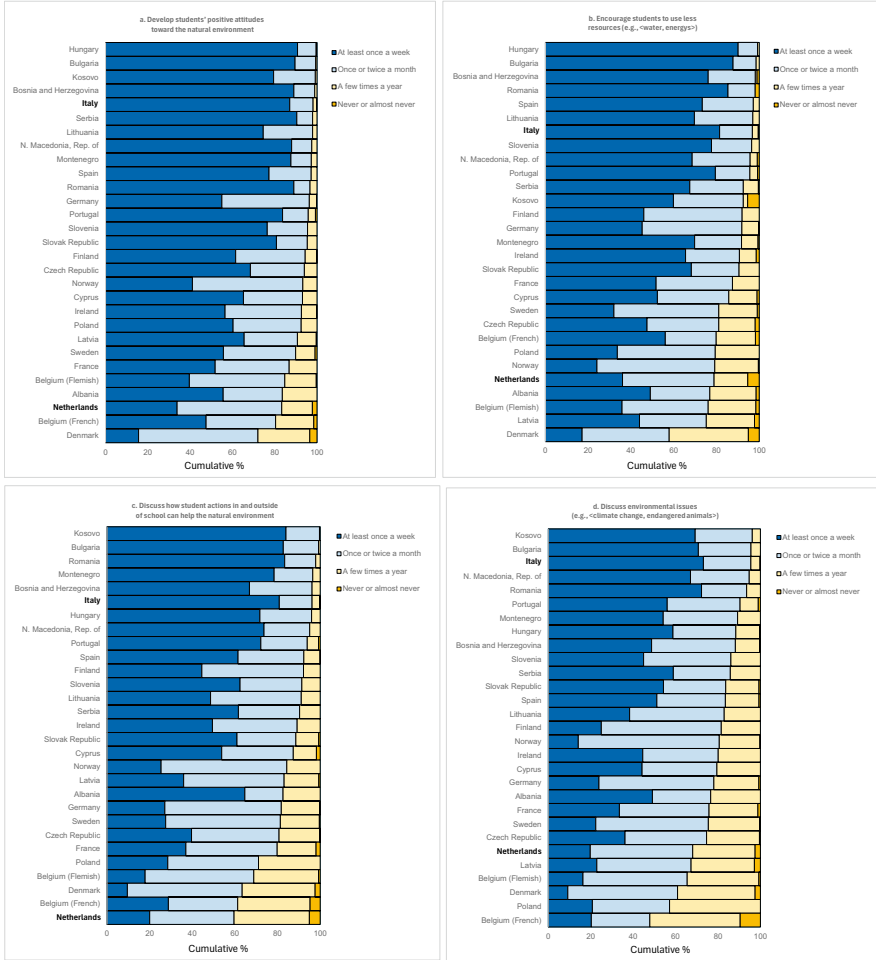 a. Develop students' positive attitudes
toward the natural environment
At least once a week
Once or twice a month
A few times a year
Never or almost never
Hungary
Bulgaria
Kosovo
Bosnia and Herzegovina
Italy
Serbia
Lithuania
N. Macedonia, Rep. of
Montenegro
Spain
Romania
Germany
Portugal
Slovenia
Slovak Republic
Finland
Czech Republic
Norway
Cyprus
Ireland
Poland
Latvia
Sweden
France
Belgium (Flemish)
Albania
Netherlands
Belgium (French)
Denmark
0 20 40 60 80 100
Cumulative %
b. Encourage students to use less
resources (e.g., <water, energys>)
At least once a week
Once or twice a month
A few times a year
Never or almost never
Hungary
Bulgaria
Bosnia and Herzegovina
Romania
Spain
Lithuania
Italy
Slovenia
N. Macedonia, Rep. of
Portugal
Serbia
Kosovo
Finland
Germany
Montenegro
Ireland
Slovak Republic
France
Cyprus
Sweden
Czech Republic
Belgium (French)
Poland
Norway
Netherlands
Albania
Belgium (Flemish)
Latvia
Denmark
0 20 40 60 80 100
Cumulative %
c. Discuss how student actions in and outside
of school can help the natural environment
At least once a week
Once or twice a month
A few times a year
Never or almost never
Kosovo
Bulgaria
Romania
Montenegro
Bosnia and Herzegovina
Italy
Hungary
N. Macedonia, Rep. of
Portugal
Spain
Finland
Slovenia
Lithuania
Serbia
Ireland
Slovak Republic
Cyprus
Norway
Latvia
Albania
Germany
Sweden
Czech Republic
France
Poland
Belgium (Flemish)
Denmark
Belgium (French)
Netherlands
0 20 40 60 80 100
Cumulative %
d. Discuss environmental issues
(e.g., <climate change, endangered animals>)
At least once a week
Once or twice a month
A few times a year
Never or almost never
Kosovo
Bulgaria
Italy
N. Macedonia, Rep. of
Romania
Portugal
Montenegro
Hungary
Bosnia and Herzegovina
Slovenia
Serbia
Slovak Republic
Spain
Lithuania
Finland
Norway
Ireland
Cyprus
Germany
Albania
France
Sweden
Czech Republic
Netherlands
Latvia
Belgium (Flemish)
Denmark
Poland
Belgium (French)
0 20 40 60 80 100
Cumulative %